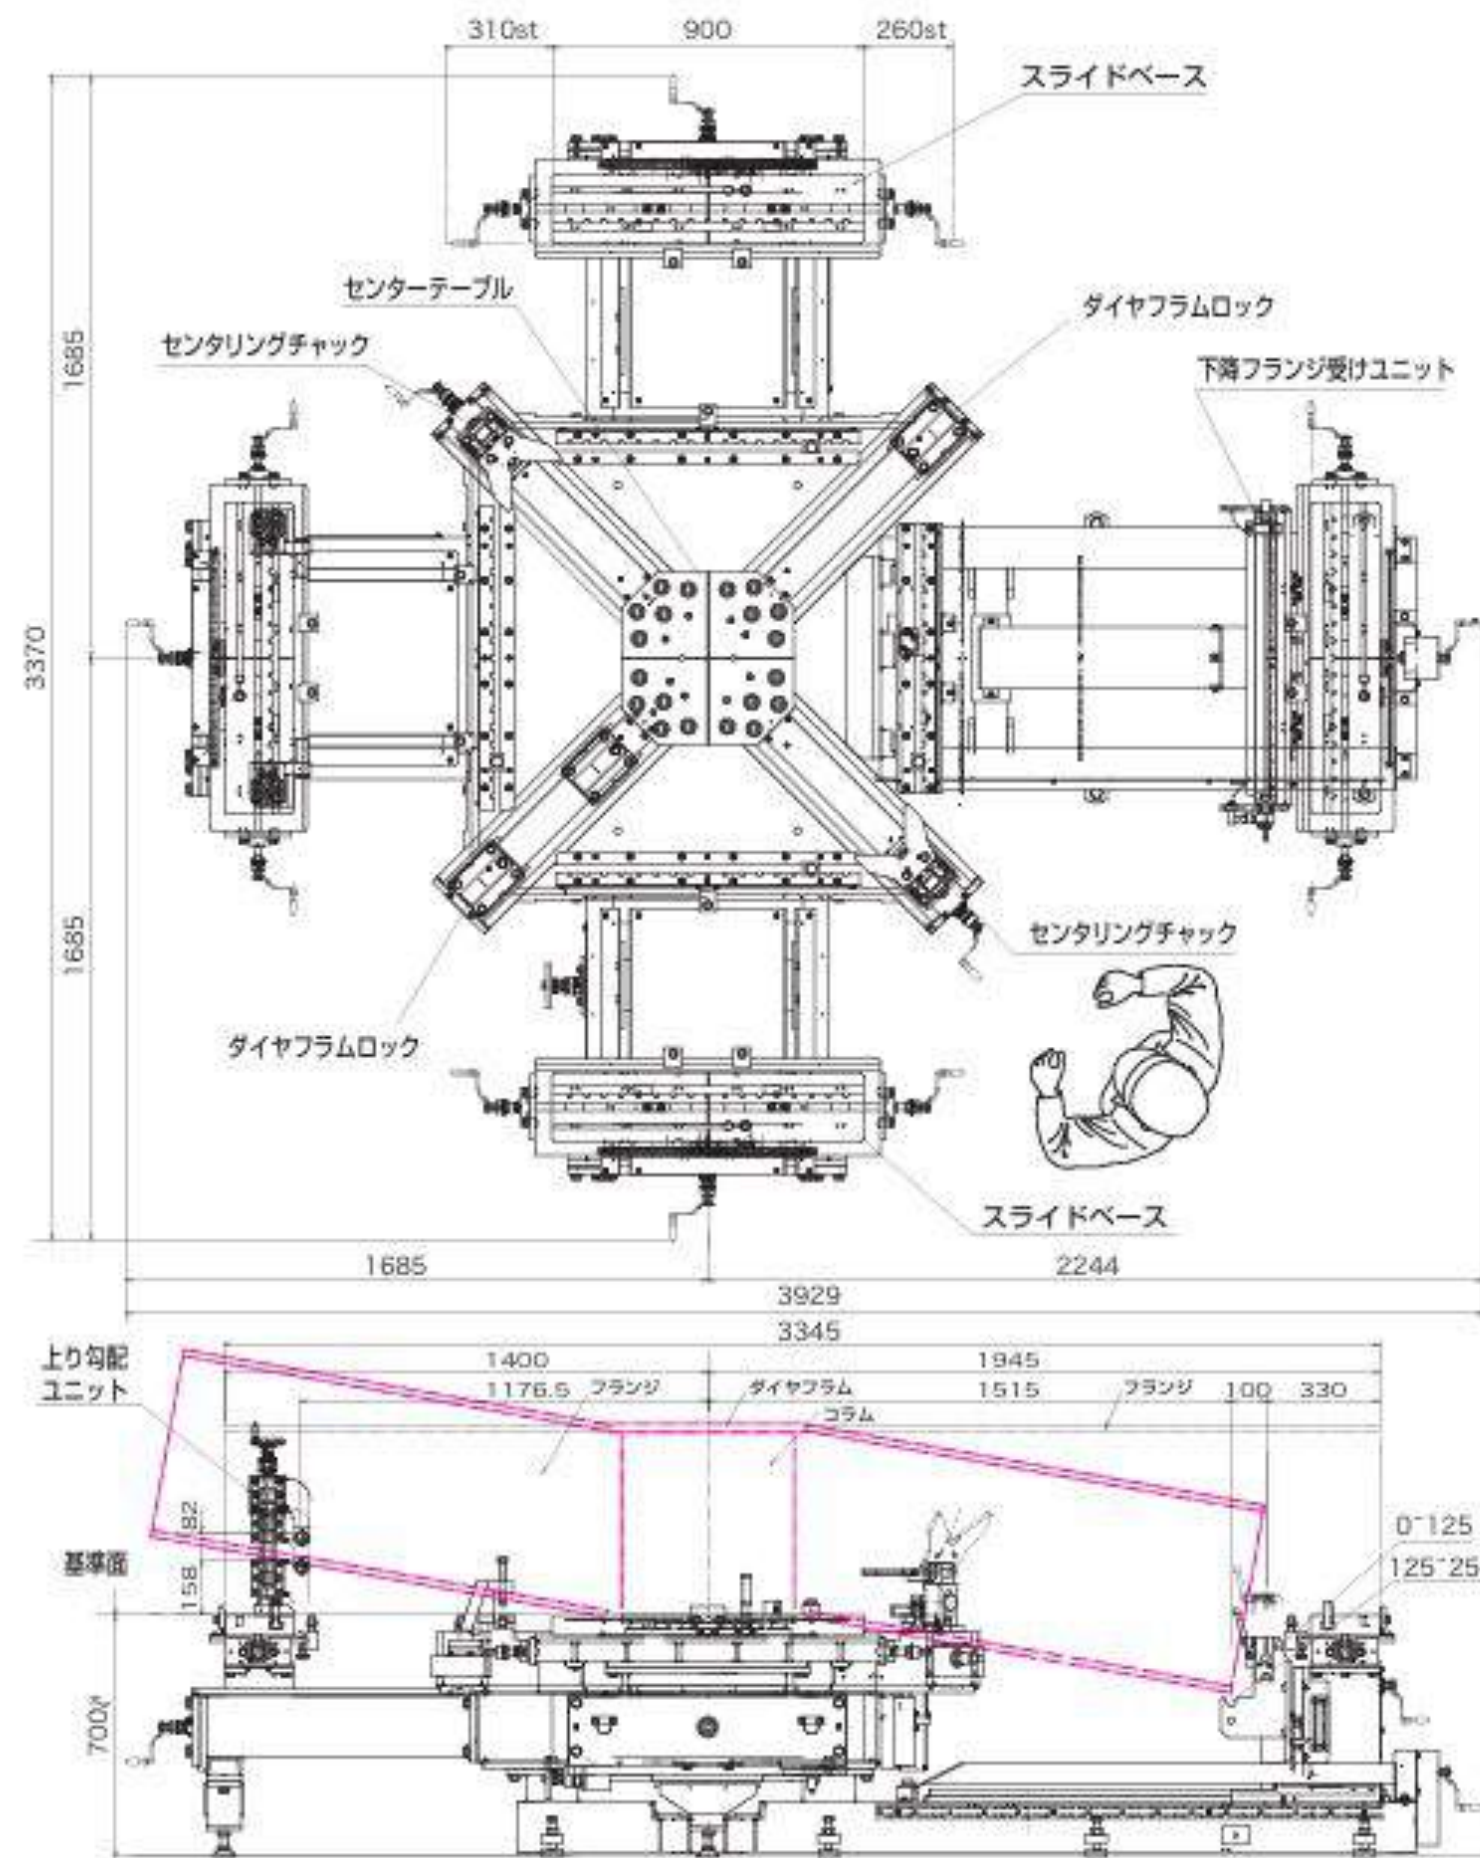 310st
900
260st
スライドベース
センターテーブル
ダイヤフラムロック
センタリングチャック
下降フランジ受けユニット
1685
3370
1685
センタリングチャック
ダイヤフラムロック
スライドベース
1685
2244
3929
3345
上り勾配
ユニット
1400
1945
1176.5
フランジ
ダイヤフラム
1515
フランジ
100
330
コラム
82
158
基準面
0~125
125~25
700